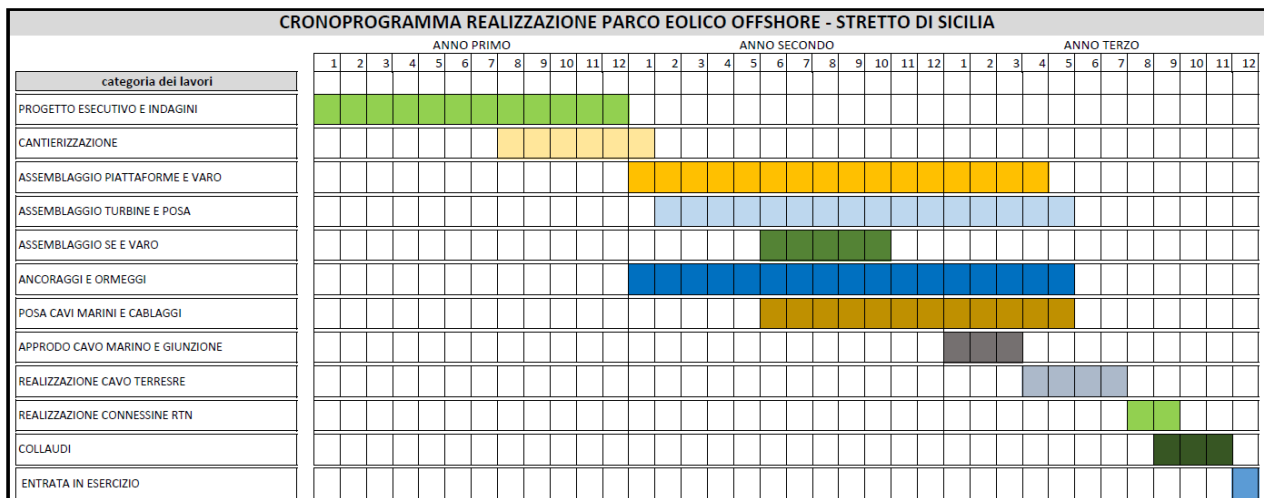 CRONOPROGRAMMA REALIZZAZIONE PARCO EOLICO OFFSHORE - STRETTO DI SICILIA
ANNO PRIMO ANNO SECONDO ANNO TERZO
1 2 3 4 5 6 7 8 9 10 11 12 1 2 3 4 5 6 7 8 9 10 11 12 1 2 3 4 5 6 7 8 9 10 11 12
categoria dei lavori
PROGETTO ESECUTIVO E INDAGINI
CANTIERIZZAZIONE
ASSEMBLAGGIO PIATTAFORME E VARO
ASSEMBLAGGIO TURBINE E POSA
ASSEMBLAGGIO SE E VARO
ANCORAGGI E ORMEGGI
POSA CAVI MARINI E CABLAGGI
APPRODO CAVO MARINO E GIUNZIONE
REALIZZAZIONE CAVO TERRESRE
REALIZZAZIONE CONNESSINE RTN
COLLAUDI
ENTRATA IN ESERCIZIO